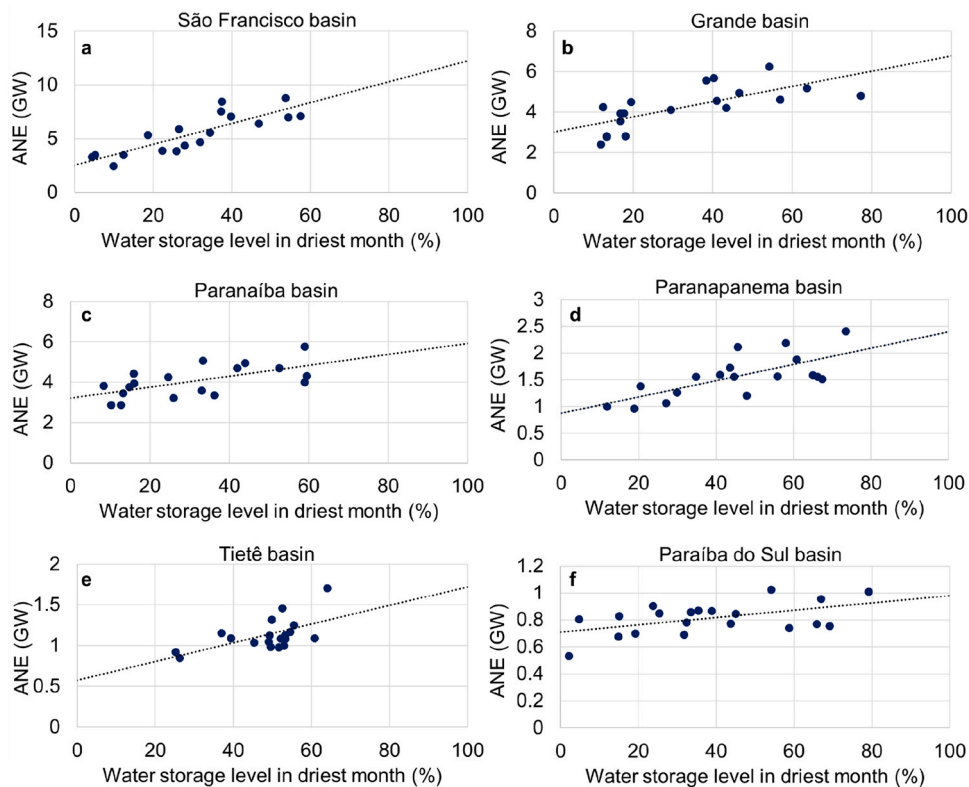 São Francisco basin
a
ANE (GW)
15
10
5
0
0 20 40 60 80 100
Water storage level in driest month (%)
Grande basin
b
ANE (GW)
8
6
4
2
0
0 20 40 60 80 100
Water storage level in driest month (%)
Paranaíba basin
c
ANE (GW)
8
6
4
2
0
0 20 40 60 80 100
Water storage level in driest month (%)
Paranapanema basin
d
ANE (GW)
3
2.5
2
1.5
1
0.5
0
0 20 40 60 80 100
Water storage level in driest month (%)
Tietê basin
e
ANE (GW)
2
1.5
1
0.5
0
0 20 40 60 80 100
Water storage level in driest month (%)
Paraíba do Sul basin
f
ANE (GW)
1.2
1
0.8
0.6
0.4
0.2
0
0 20 40 60 80 100
Water storage level in driest month (%)